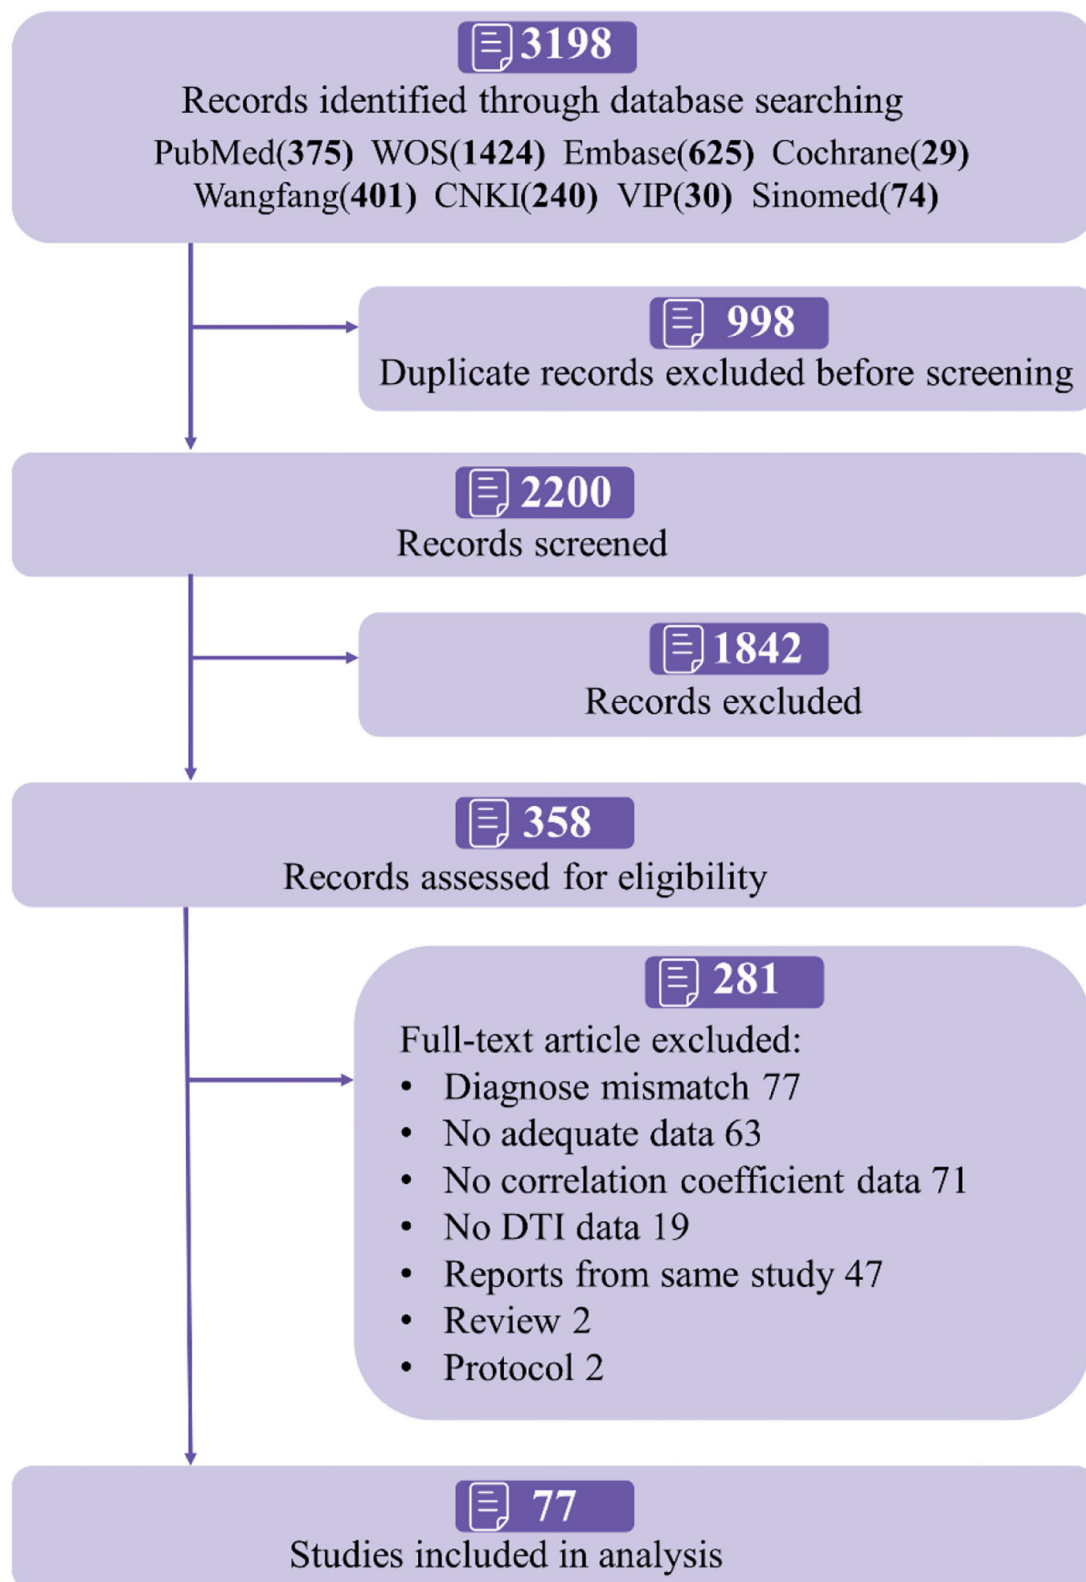 3198
Records identified through database searching
PubMed(375) WOS(1424) Embase(625) Cochrane(29)
Wangfang(401) CNKI(240) VIP(30) Sinomed(74)
998
Duplicate records excluded before screening
2200
Records screened
1842
Records excluded
358
Records assessed for eligibility
281
Full-text article excluded:
• Diagnose mismatch 77
• No adequate data 63
• No correlation coefficient data 71
• No DTI data 19
• Reports from same study 47
• Review 2
• Protocol 2
77
Studies included in analysis